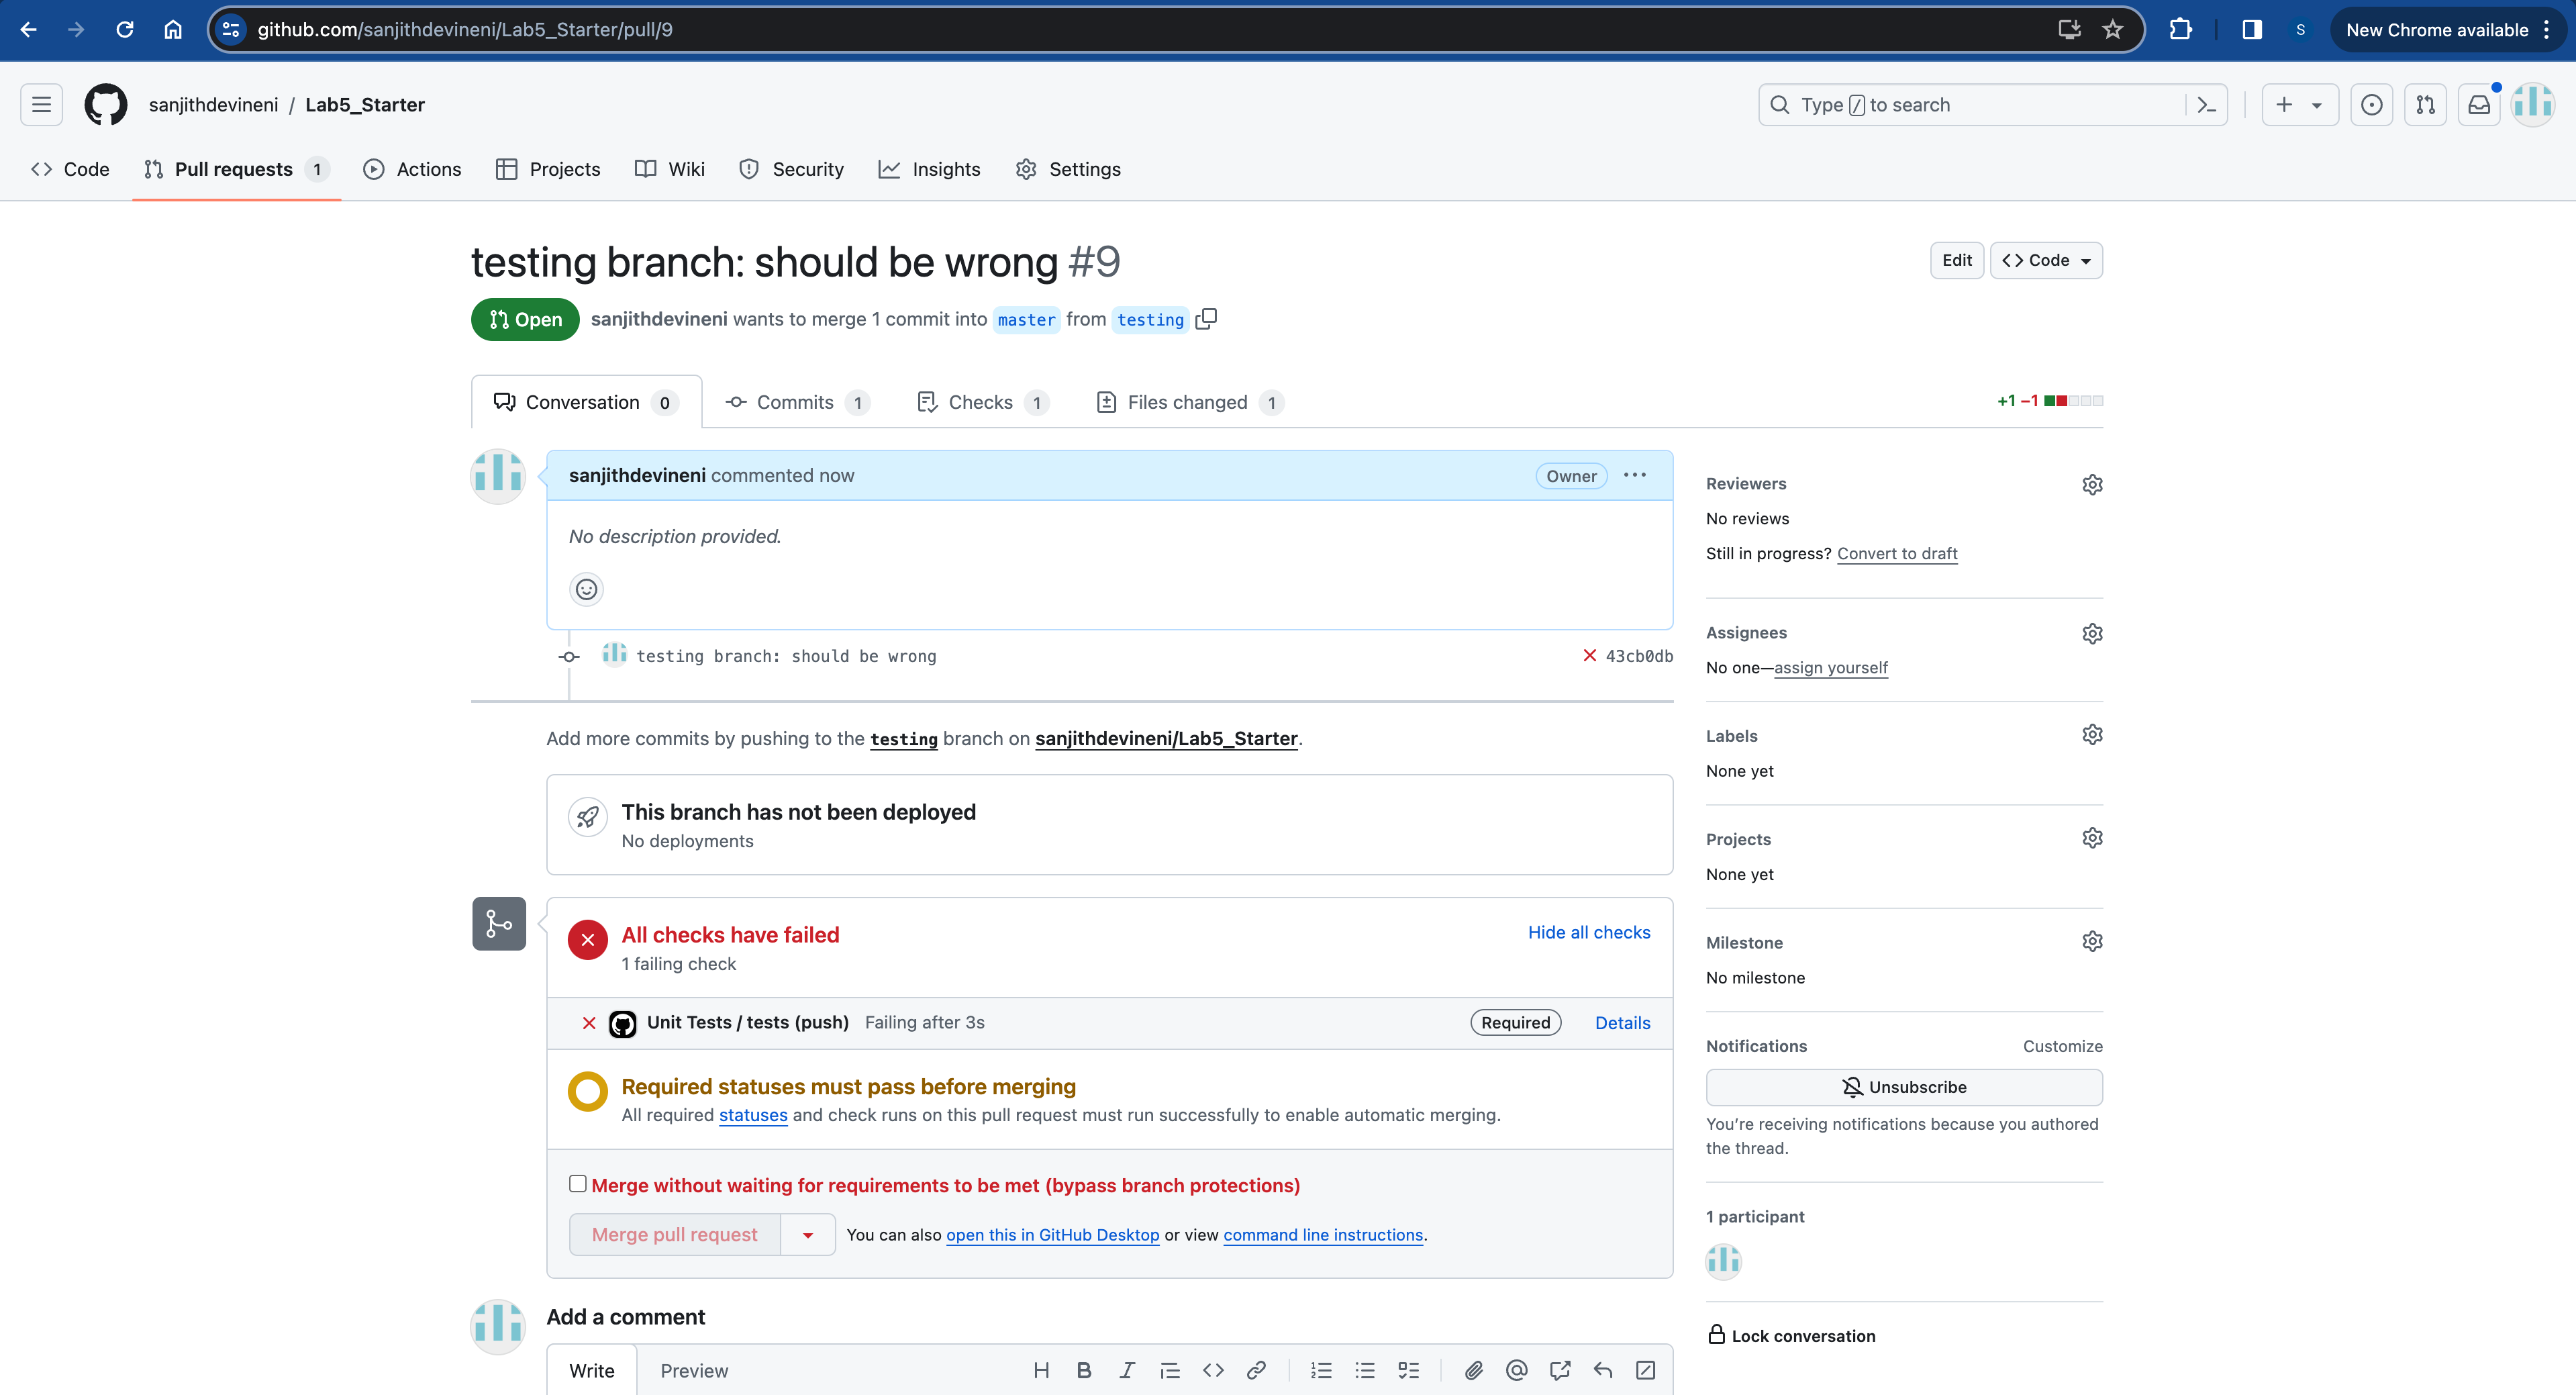 github.com/sanjithdevineni/Lab5_Starter/pull/9
S
New Chrome available
sanjithdevineni / Lab5_Starter
Type / to search
Code
Pull requests 1
Actions
Projects
Wiki
Security
Insights
Settings
testing branch: should be wrong #9
Edit
Code
Open
sanjithdevineni wants to merge 1 commit into master from testing
Conversation 0
Commits 1
Checks 1
Files changed 1
+1 −1
sanjithdevineni commented now
Owner
No description provided.
testing branch: should be wrong
43cb0db
Add more commits by pushing to the testing branch on sanjithdevineni/Lab5_Starter.
This branch has not been deployed
No deployments
All checks have failed
Hide all checks
1 failing check
Unit Tests / tests (push) Failing after 3s
Required
Details
Required statuses must pass before merging
All required statuses and check runs on this pull request must run successfully to enable automatic merging.
Merge without waiting for requirements to be met (bypass branch protections)
Merge pull request
You can also open this in GitHub Desktop or view command line instructions.
Add a comment
Write
Preview
Reviewers
No reviews
Still in progress? Convert to draft
Assignees
No one—assign yourself
Labels
None yet
Projects
None yet
Milestone
No milestone
Notifications
Customize
Unsubscribe
You're receiving notifications because you authored
the thread.
1 participant
Lock conversation